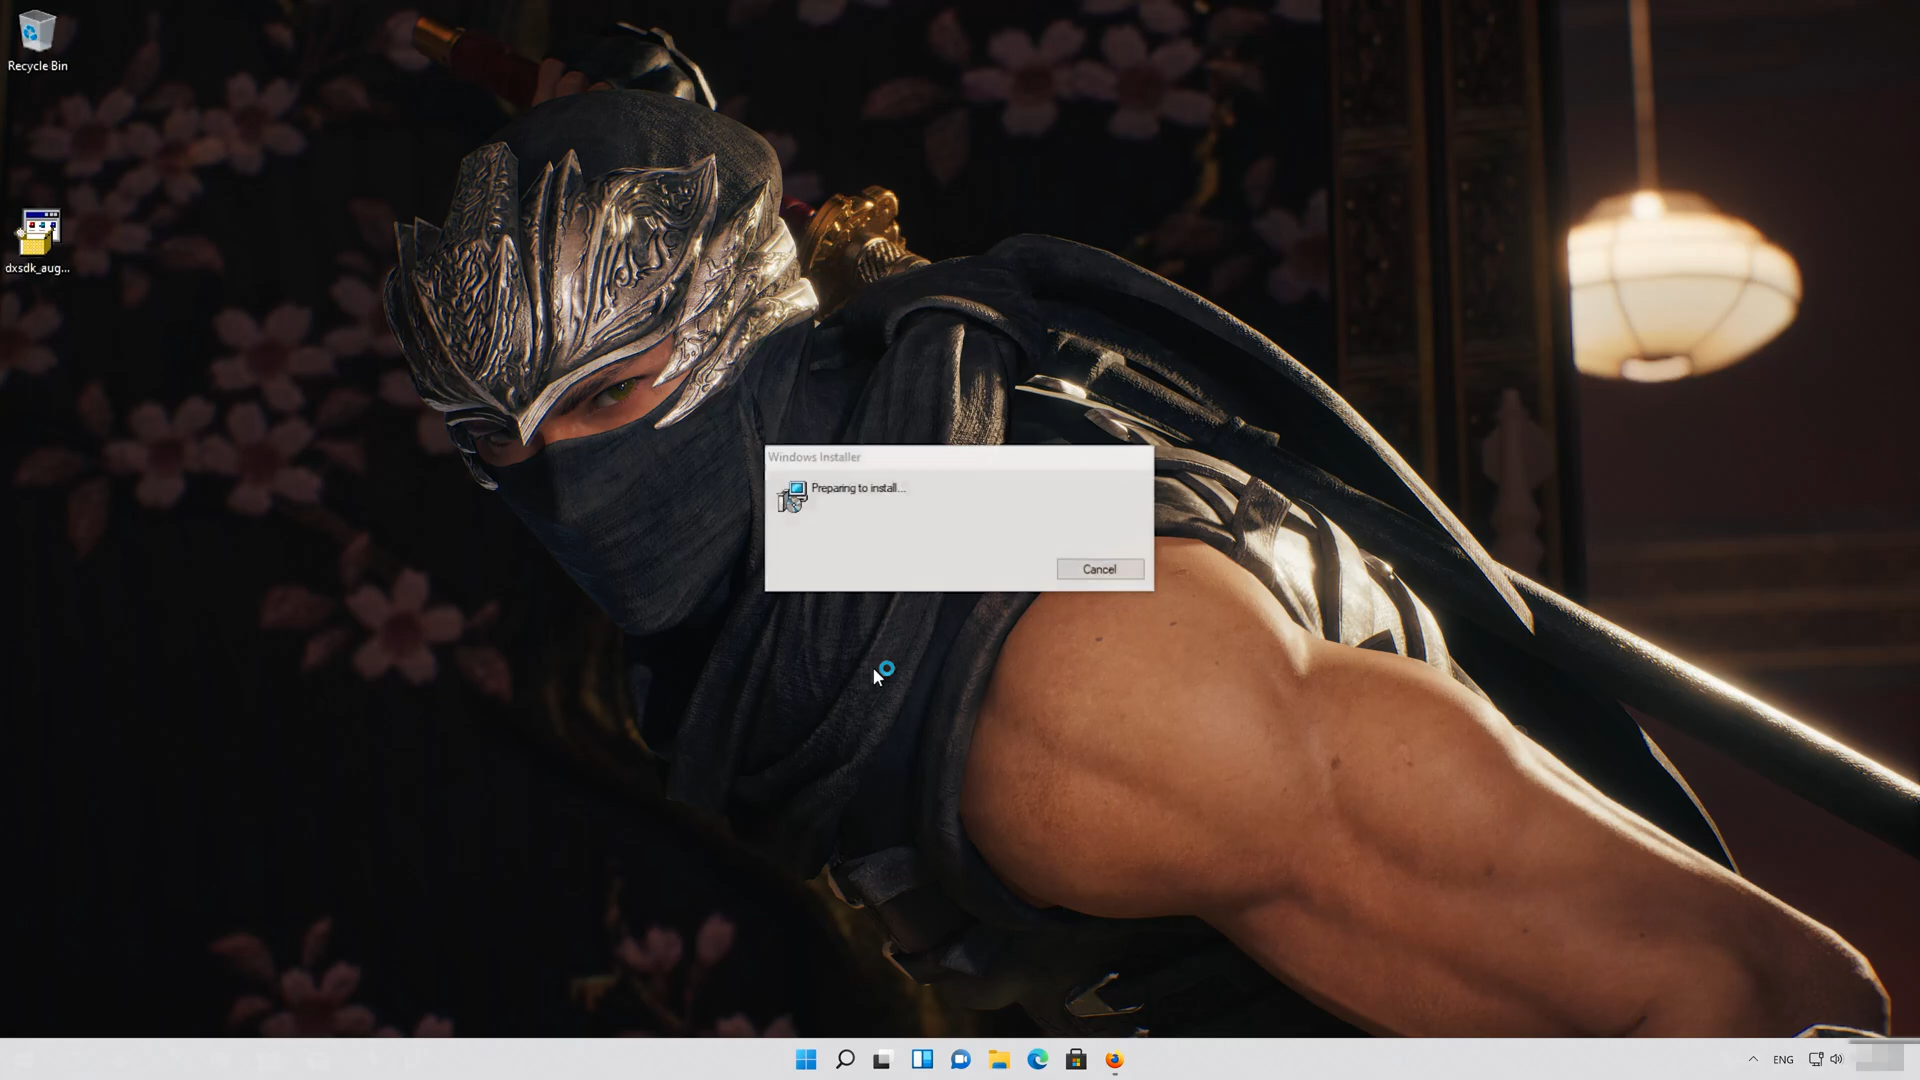 Recycle Bin
dxsdk_aug...
Windows Installer
Preparing to install...
Cancel
ENG